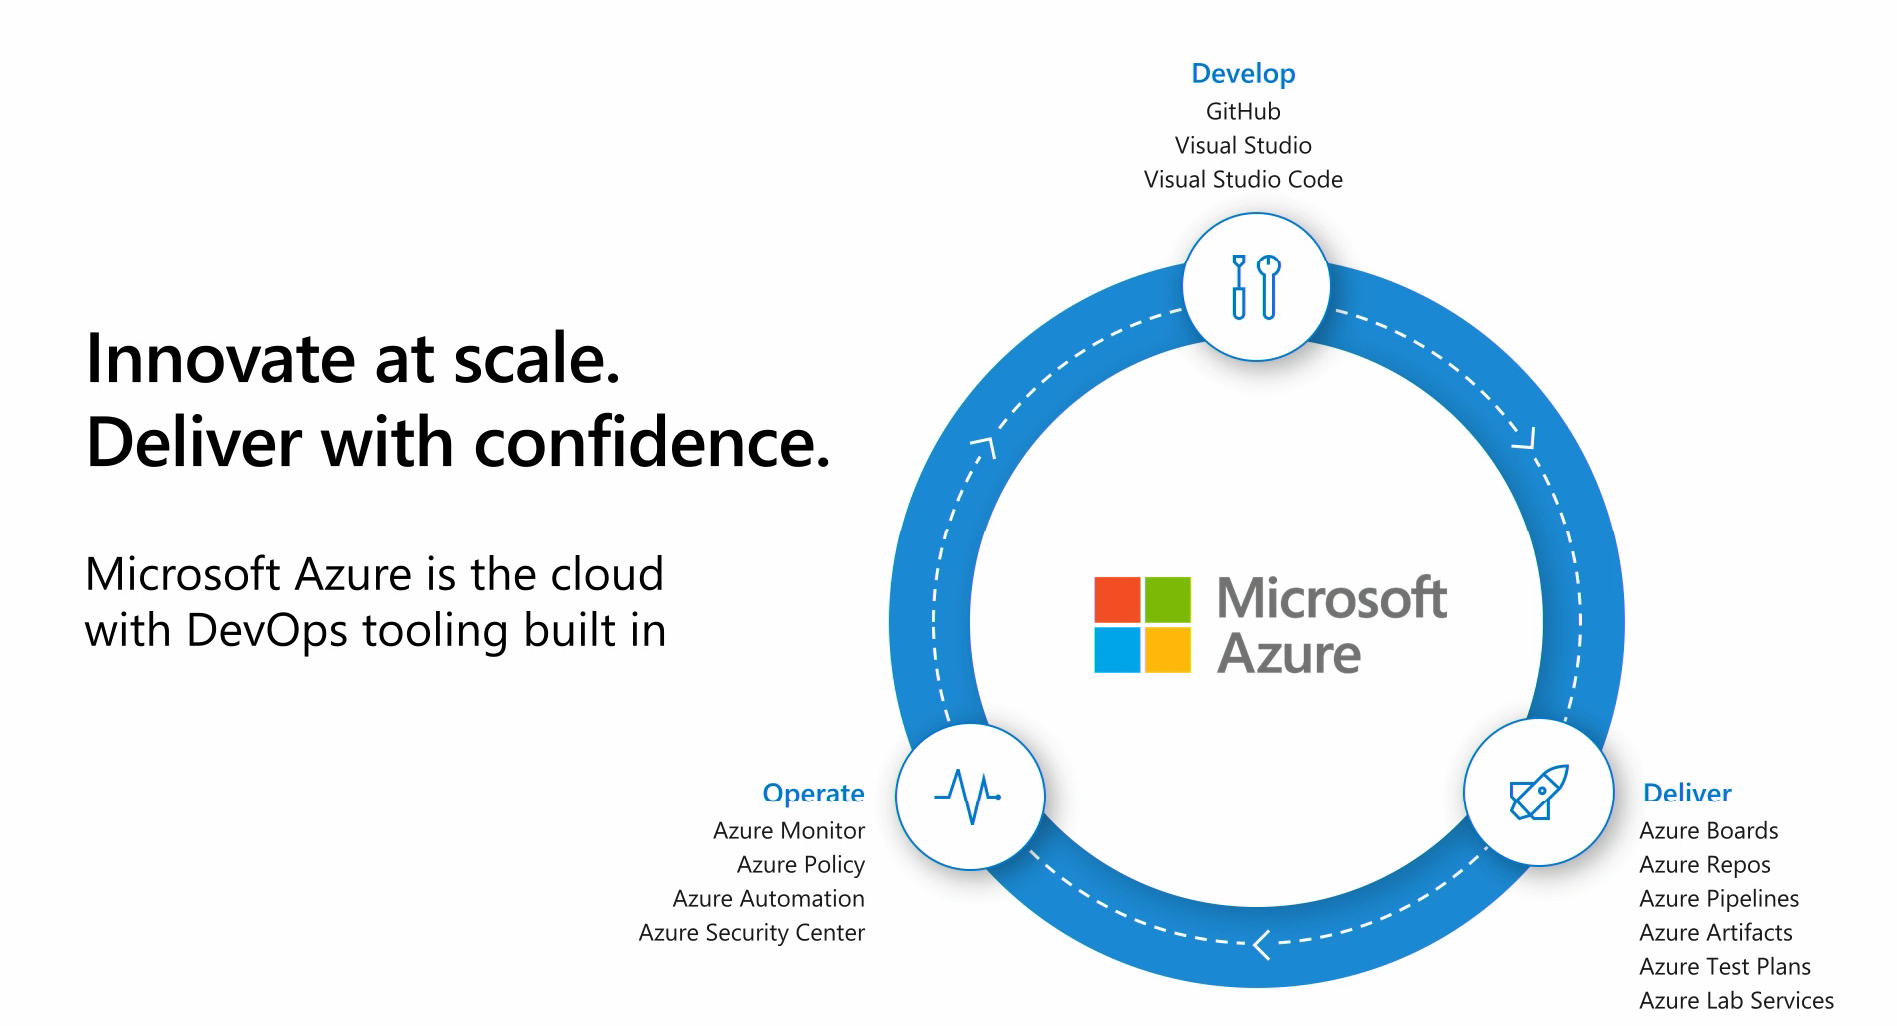 Innovate at scale.
Deliver with confidence.
Microsoft Azure is the cloud
with DevOps tooling built in
Develop
GitHub
Visual Studio
Visual Studio Code
Microsoft
Azure
Operate
Azure Monitor
Azure Policy
Azure Automation
Azure Security Center
Deliver
Azure Boards
Azure Repos
Azure Pipelines
Azure Artifacts
Azure Test Plans
Azure Lab Services